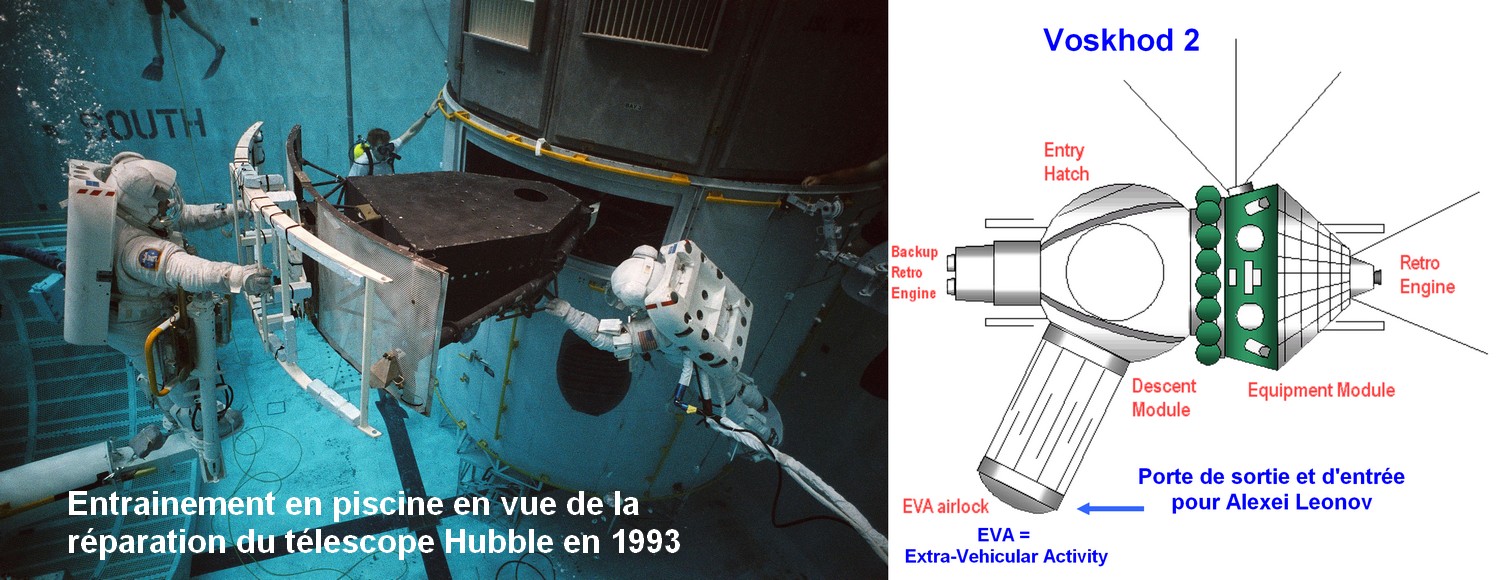 SOUTH
Entrainement en piscine en vue de la
réparation du télescope Hubble en 1993
Voskhod 2
Entry
Hatch
Backup
Retro
Engine
Retro
Engine
Descent
Module
Equipment Module
EVA airlock
Porte de sortie et d'entrée
pour Alexei Leonov
EVA =
Extra-Vehicular Activity